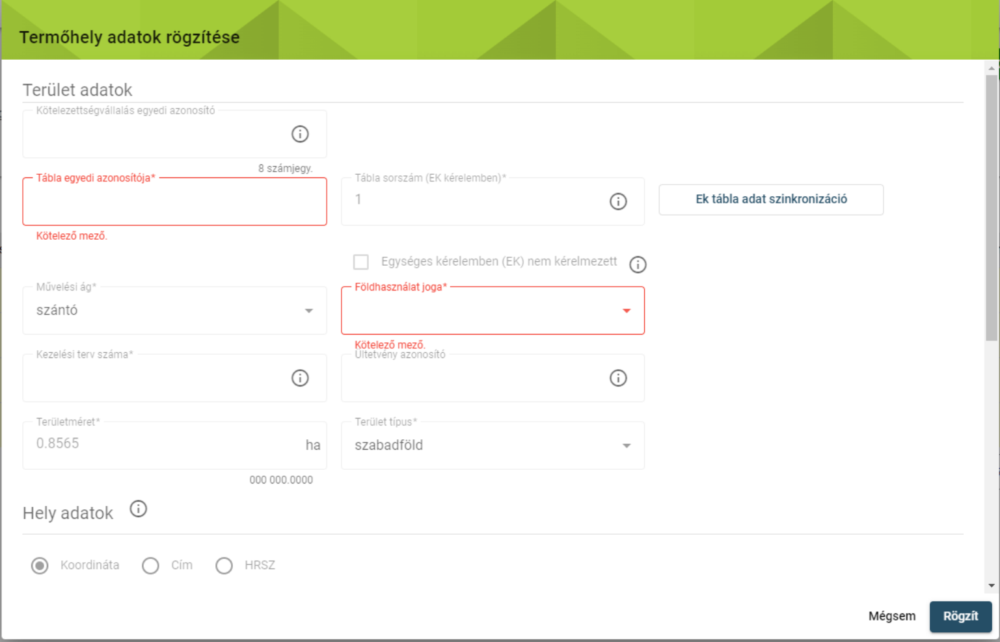 Termőhely adatok rögzítése
Terület adatok
Kötelezettségvállalás egyedi azonosító
8 számjegy.
Tábla egyedi azonosítója*
Kötelező mező.
Tábla sorszám (EK kérelemben)*
1
Ek tábla adat szinkronizáció
Egységes kérelemben (EK) nem kérelmezett
Művelési ág*
szántó
Földhasználat joga*
Kötelező mező.
Kezelési terv száma*
Ültetvény azonosító
Területméret*
0.8565 ha
000 000.0000
Terület típus*
szabadföld
Hely adatok
Koordináta Cím HRSZ
Mégsem Rögzít